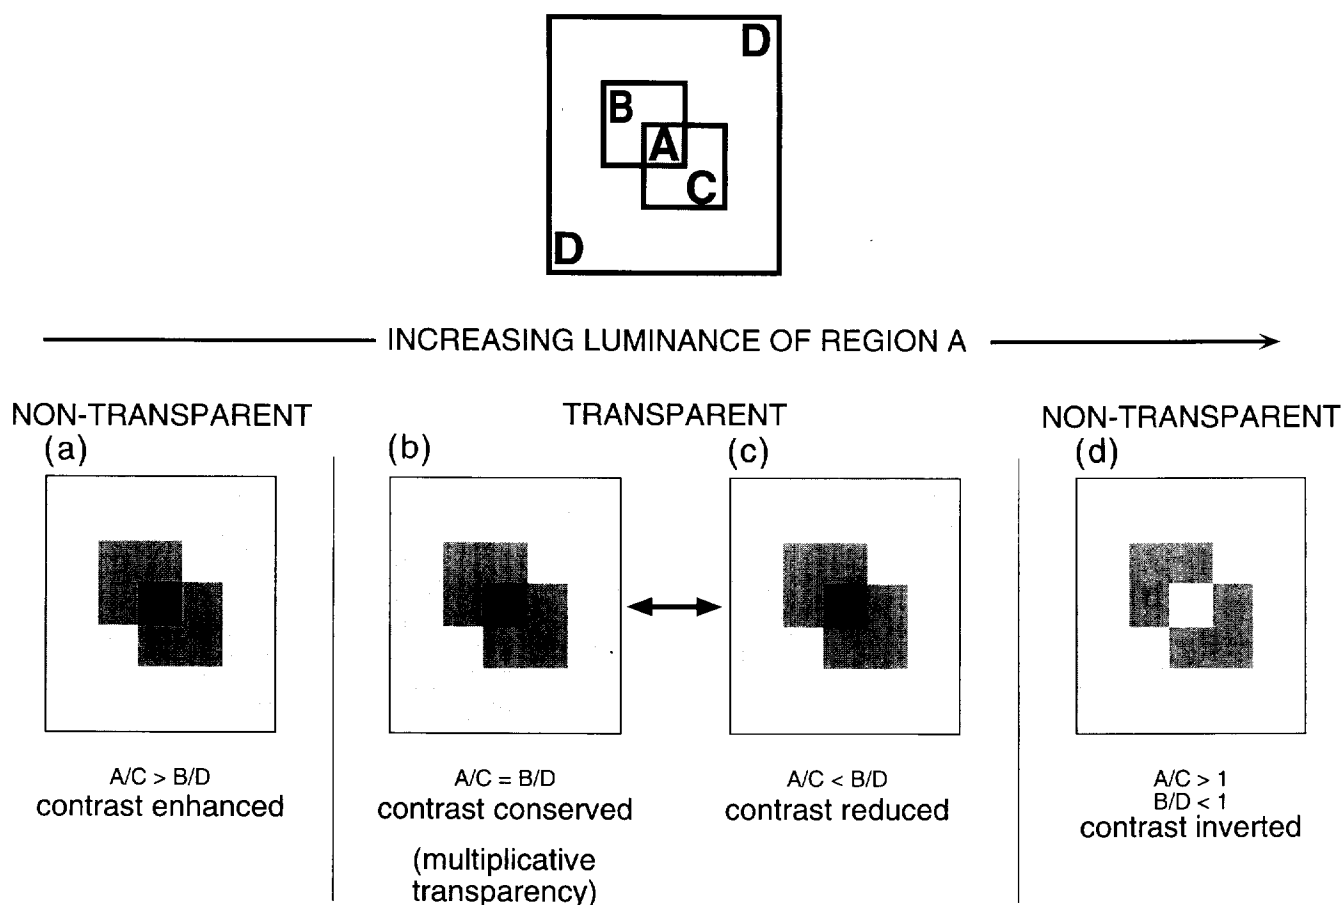 D
B
A
C
D
INCREASING LUMINANCE OF REGION A
NON-TRANSPARENT
TRANSPARENT
NON-TRANSPARENT
(a)
(b)
(c)
(d)
A/C > B/D
contrast enhanced
A/C = B/D
contrast conserved
(multiplicative
transparency)
A/C < B/D
contrast reduced
A/C > 1
B/D < 1
contrast inverted